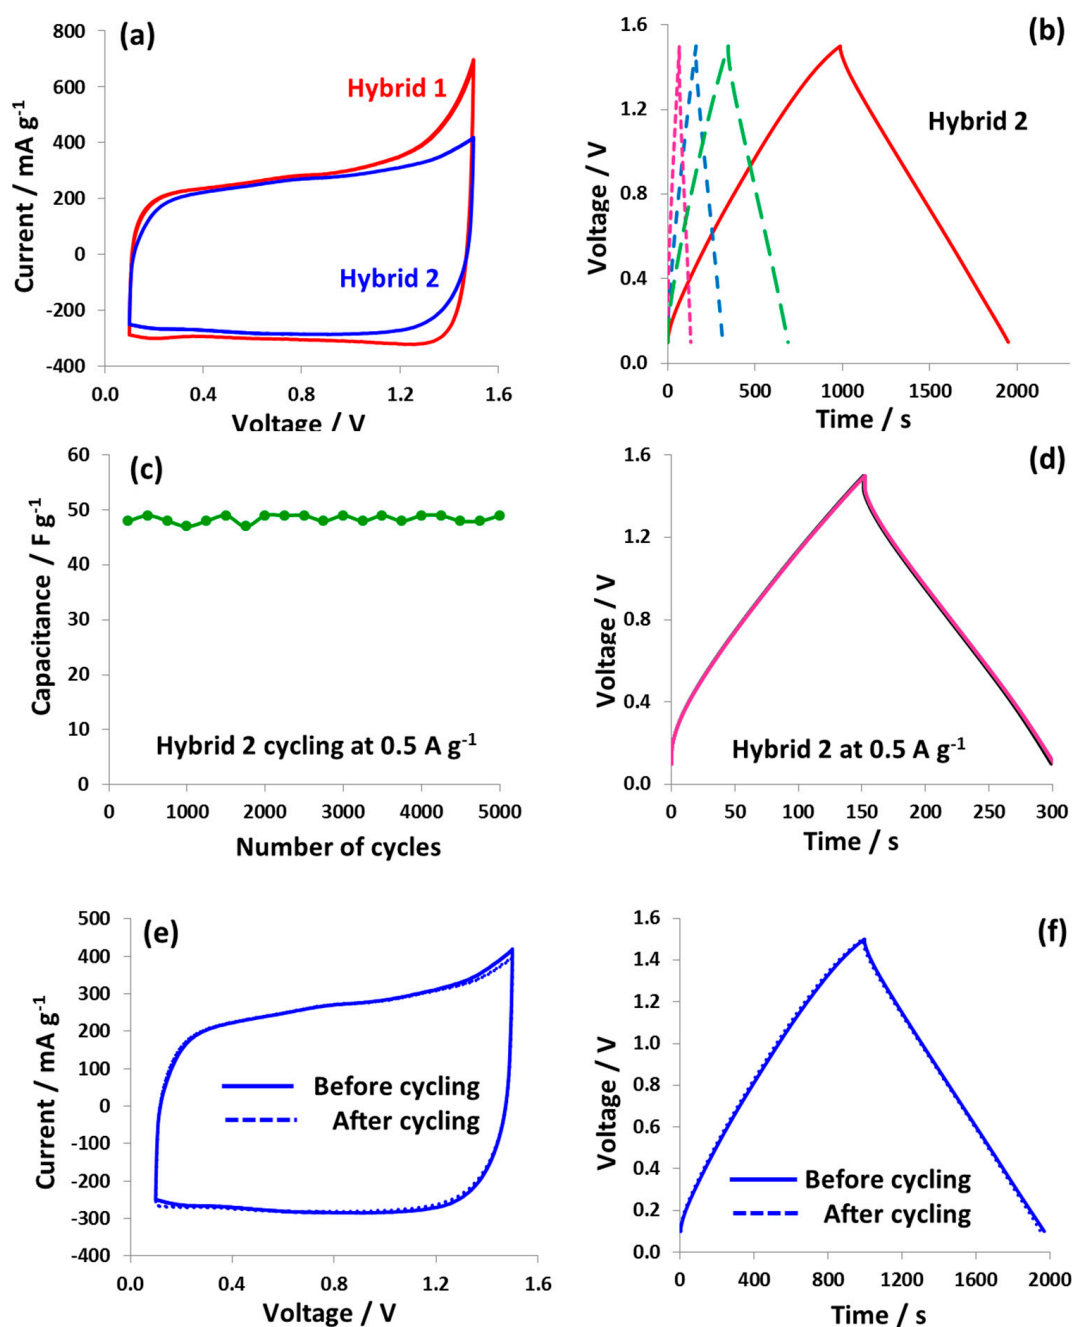 (a)
800
600
400
200
0
-200
-400
Current / mA g-1
Hybrid 1
Hybrid 2
0.0 0.4 0.8 1.2 1.6
Voltage / V
(b)
1.6
1.2
0.8
0.4
0.0
Voltage / V
Hybrid 2
0 500 1000 1500 2000
Time / s
(c)
60
50
40
30
20
10
0
Capacitance / F g-1
Hybrid 2 cycling at 0.5 A g-1
0 1000 2000 3000 4000 5000
Number of cycles
(d)
1.6
1.2
0.8
0.4
0.0
Voltage / V
Hybrid 2 at 0.5 A g-1
0 50 100 150 200 250 300
Time / s
(e)
500
400
300
200
100
0
-100
-200
-300
-400
Current / mA g-1
Before cycling
After cycling
0.0 0.4 0.8 1.2 1.6
Voltage / V
(f)
1.6
1.4
1.2
1.0
0.8
0.6
0.4
0.2
0.0
Voltage / V
Before cycling
After cycling
0 400 800 1200 1600 2000
Time / s